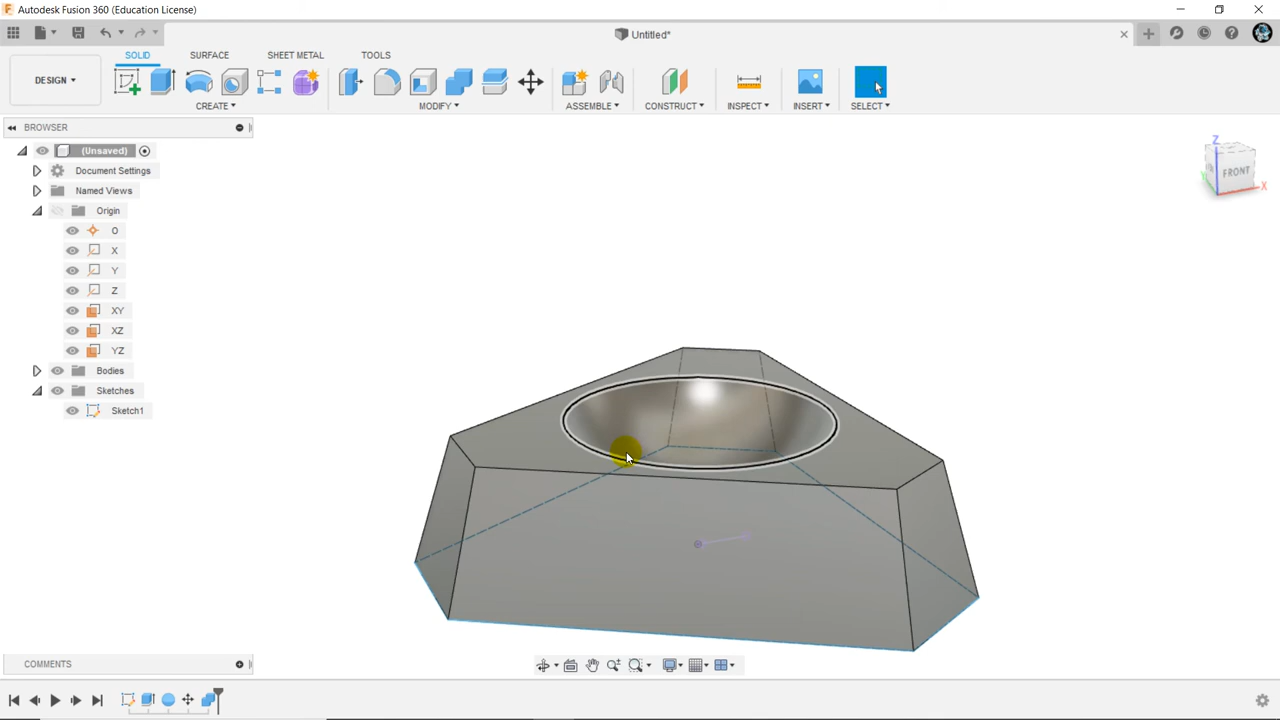 Autodesk Fusion 360 (Education License)
Untitled*
SOLID SURFACE SHEET METAL TOOLS
DESIGN
CREATE MODIFY ASSEMBLE CONSTRUCT INSPECT INSERT SELECT
BROWSER
(Unsaved)
Document Settings
Named Views
Origin
O
X
Y
Z
XY
XZ
YZ
Bodies
Sketches
Sketch1
Z
FRONT
X
COMMENTS